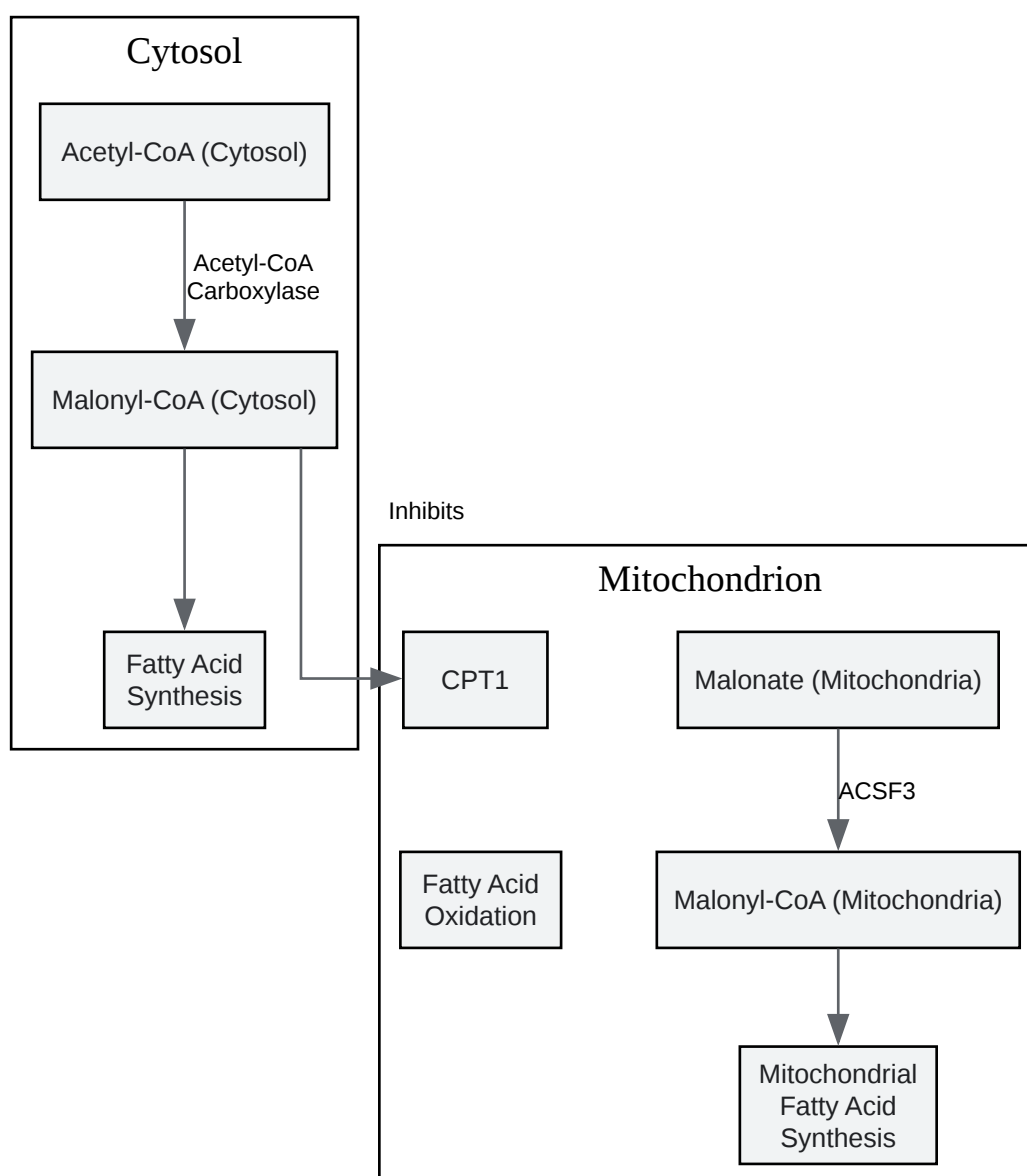 Cytosol
Acetyl-CoA (Cytosol)
Acetyl-CoA
Carboxylase
Malonyl-CoA (Cytosol)
Fatty Acid
Synthesis
Inhibits
Mitochondrion
CPT1
Malonate (Mitochondria)
ACSF3
Fatty Acid
Oxidation
Malonyl-CoA (Mitochondria)
Mitochondrial
Fatty Acid
Synthesis